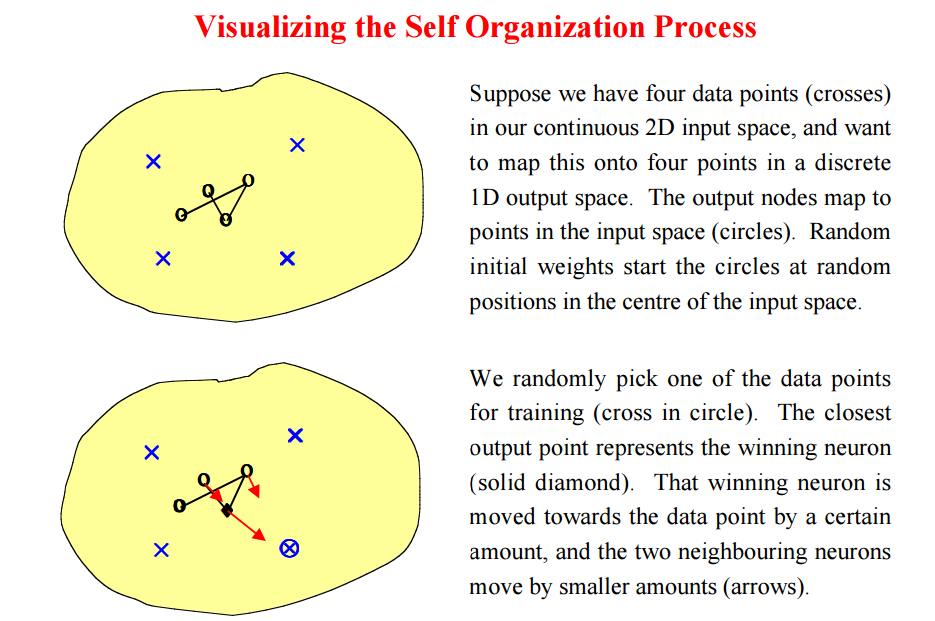 Visualizing the Self Organization Process
Suppose we have four data points (crosses)
in our continuous 2D input space, and want
to map this onto four points in a discrete
1D output space. The output nodes map to
points in the input space (circles). Random
initial weights start the circles at random
positions in the centre of the input space.
We randomly pick one of the data points
for training (cross in circle). The closest
output point represents the winning neuron
(solid diamond). That winning neuron is
moved towards the data point by a certain
amount, and the two neighbouring neurons
move by smaller amounts (arrows).